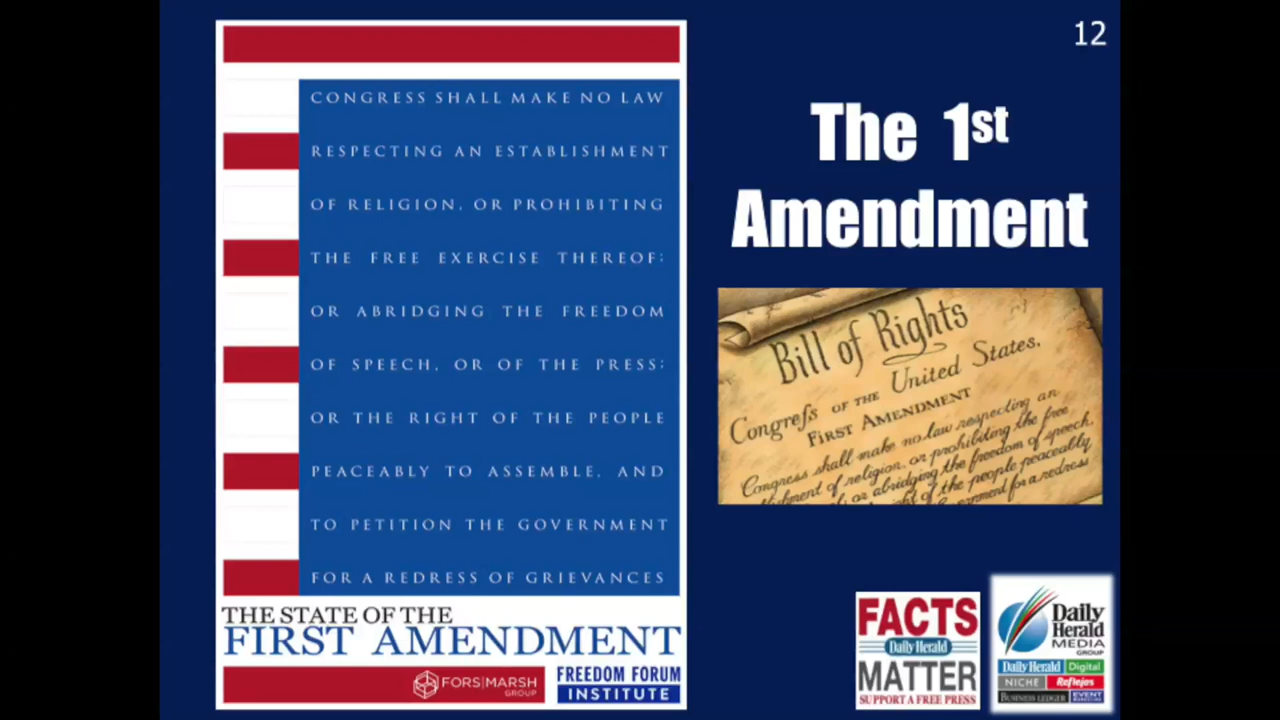 12
CONGRESS SHALL MAKE NO LAW
RESPECTING AN ESTABLISHMENT
OF RELIGION, OR PROHIBITING
THE FREE EXERCISE THEREOF;
OR ABRIDGING THE FREEDOM
OF SPEECH, OR OF THE PRESS;
OR THE RIGHT OF THE PEOPLE
PEACEABLY TO ASSEMBLE, AND
TO PETITION THE GOVERNMENT
FOR A REDRESS OF GRIEVANCES
THE STATE OF THE
FIRST AMENDMENT
FORS|MARSH
GROUP
FREEDOM FORUM
INSTITUTE
The 1st
Amendment
Bill of Rights
OF THE United States.
Congreſs
FIRST AMENDMENT
Congress shall make no law respecting an
of religion, or prohibiting the free
or abridging the freedom of speech,
of the people peaceably
for a redress
FACTS
Daily Herald
MATTER
SUPPORT A FREE PRESS
Daily
Herald
MEDIA
GROUP
Daily Herald Digital
NICHE Reflejos
BUSINESS LEDGER EVENT